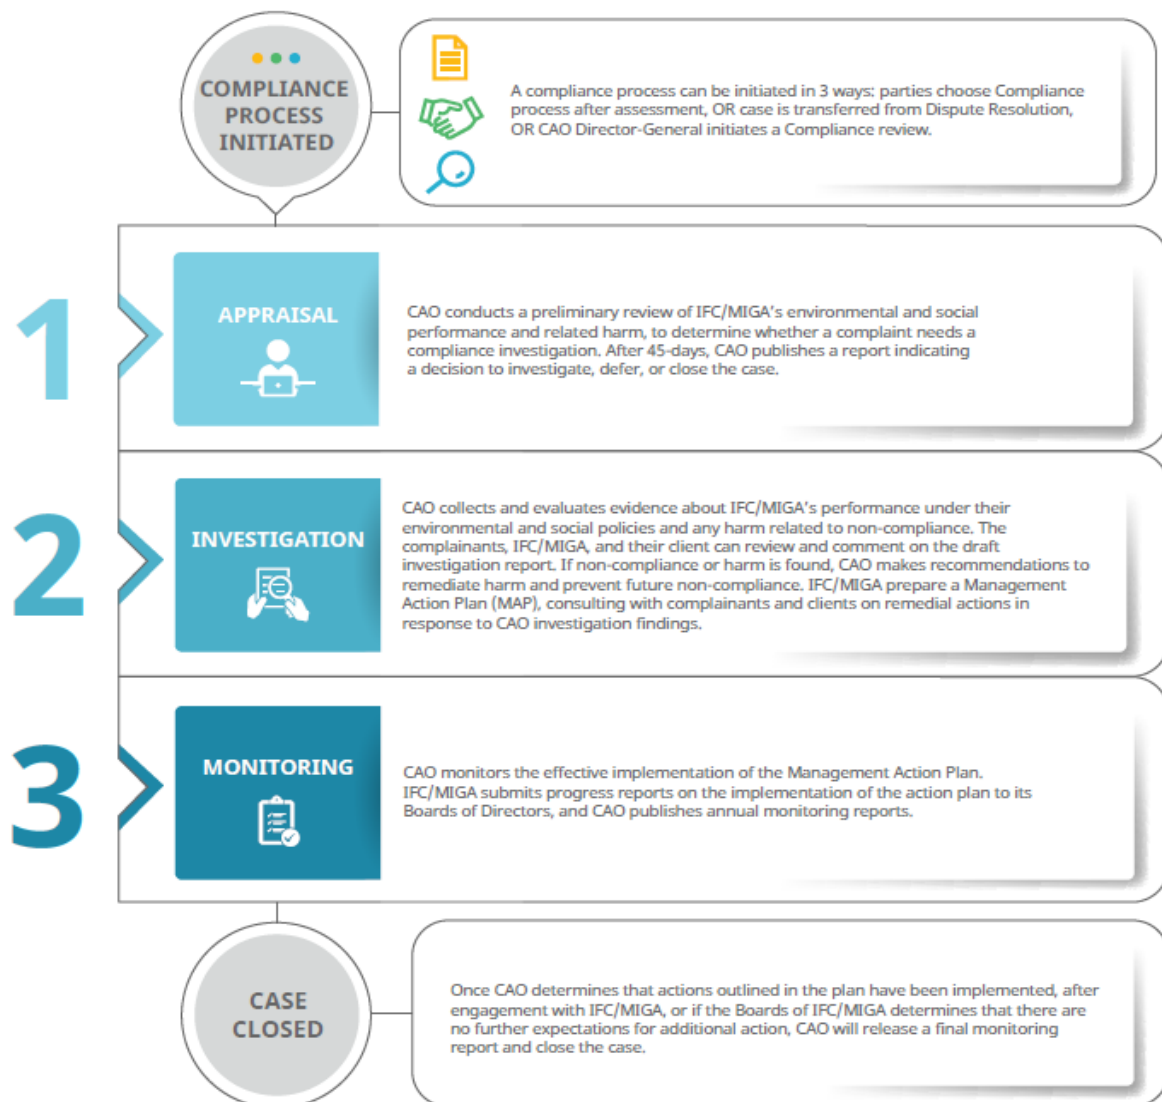 COMPLIANCE
PROCESS
INITIATED
A compliance process can be initiated in 3 ways: parties choose Compliance
process after assessment, OR case is transferred from Dispute Resolution,
OR CAO Director-General initiates a Compliance review.
1
APPRAISAL
CAO conducts a preliminary review of IFC/MIGA's environmental and social
performance and related harm, to determine whether a complaint needs a
compliance investigation. After 45-days, CAO publishes a report indicating
a decision to investigate, defer, or close the case.
2
INVESTIGATION
CAO collects and evaluates evidence about IFC/MIGA's performance under their
environmental and social policies and any harm related to non-compliance. The
complainants, IFC/MIGA, and their client can review and comment on the draft
investigation report. If non-compliance or harm is found, CAO makes recommendations to
remediate harm and prevent future non-compliance. IFC/MIGA prepare a Management
Action Plan (MAP), consulting with complainants and clients on remedial actions in
response to CAO investigation findings.
3
MONITORING
CAO monitors the effective implementation of the Management Action Plan.
IFC/MIGA submits progress reports on the implementation of the action plan to its
Boards of Directors, and CAO publishes annual monitoring reports.
CASE
CLOSED
Once CAO determines that actions outlined in the plan have been implemented, after
engagement with IFC/MIGA, or if the Boards of IFC/MIGA determines that there are
no further expectations for additional action, CAO will release a final monitoring
report and close the case.